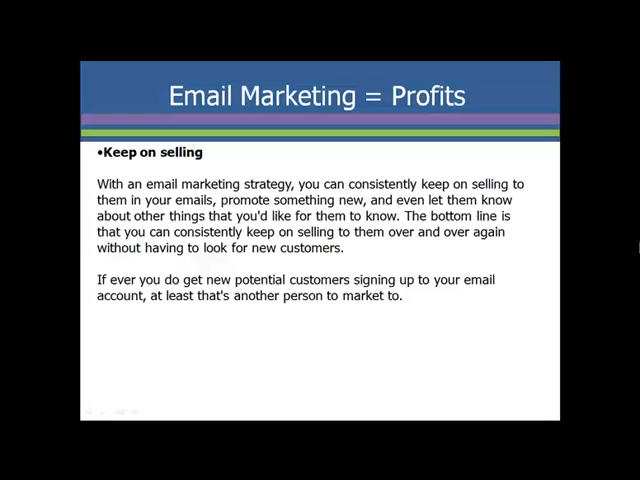 Email Marketing = Profits
•Keep on selling
With an email marketing strategy, you can consistently keep on selling to
them in your emails, promote something new, and even let them know
about other things that you'd like for them to know. The bottom line is
that you can consistently keep on selling to them over and over again
without having to look for new customers.
If ever you do get new potential customers signing up to your email
account, at least that's another person to market to.